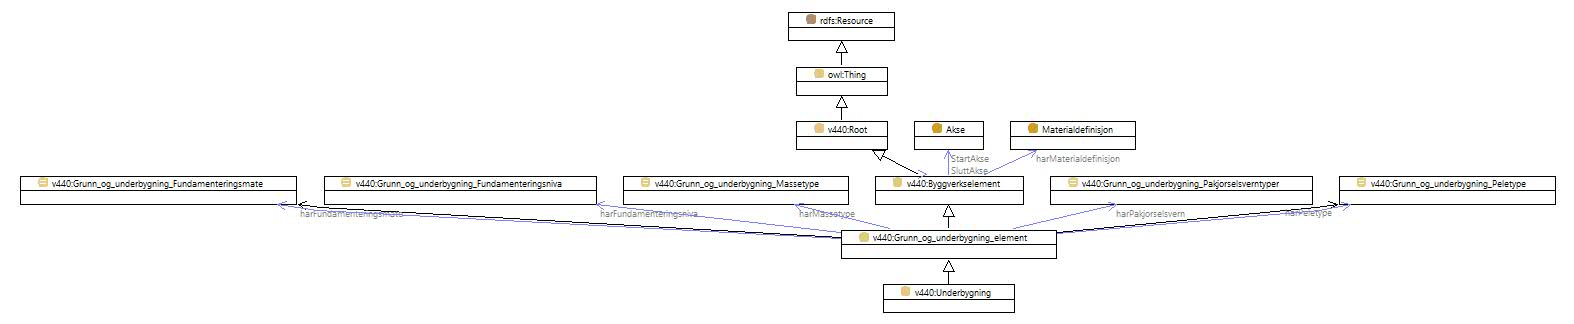 rdfs:Resource
owl:Thing
v440:Root
Akse
Materialdefinisjon
StartAkse
SluttAkse
harMaterialdefinisjon
v440:Grunn_og_underbygning_Fundamenteringsmate
v440:Grunn_og_underbygning_Fundamenteringsniva
v440:Grunn_og_underbygning_Massetype
v440:Byggverkselement
v440:Grunn_og_underbygning_Pakjorselsverntyper
v440:Grunn_og_underbygning_Peletype
harFundamenteringsmate
harFundamenteringsniva
harMassetype
harPakjorselsvern
harPeletype
v440:Grunn_og_underbygning_element
v440:Underbygning